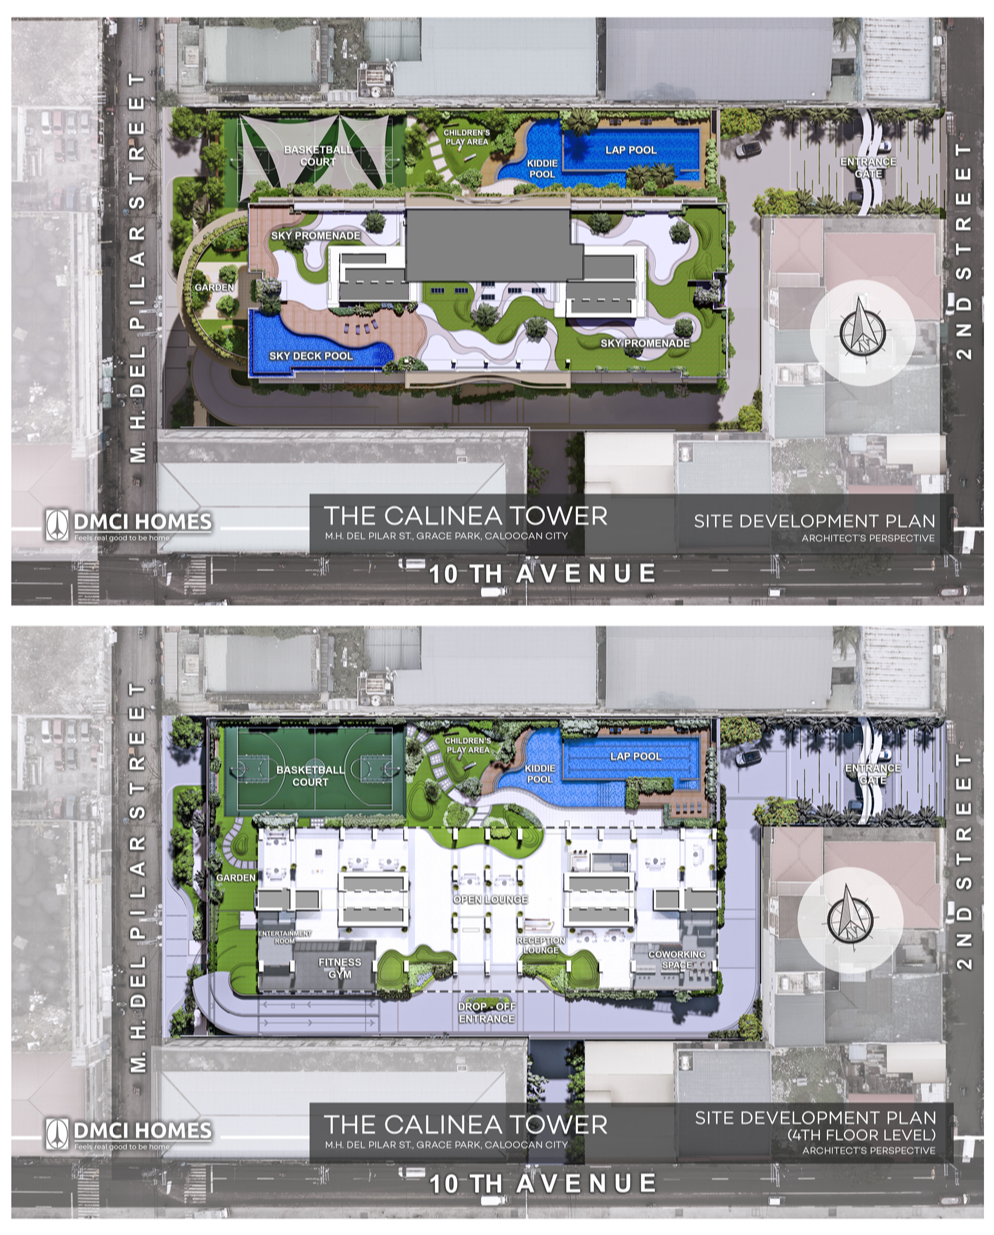 M. H. DEL PILAR STREET
BASKETBALL
COURT
CHILDREN'S
PLAY AREA
KIDDIE
POOL
LAP POOL
ENTRANCE
GATE
2ND STREET
SKY PROMENADE
GARDEN
SKY DECK POOL
SKY PROMENADE
DMCI HOMES
Feels real good to be home
THE CALINEA TOWER
M.H. DEL PILAR ST., GRACE PARK, CALOOCAN CITY
SITE DEVELOPMENT PLAN
ARCHITECT'S PERSPECTIVE
10 TH AVENUE
M. H. DEL PILAR STREET
BASKETBALL
COURT
CHILDREN'S
PLAY AREA
KIDDIE
POOL
LAP POOL
ENTRANCE
GATE
2ND STREET
GARDEN
OPEN LOUNGE
ENTERTAINMENT
ROOM
FITNESS
GYM
RECEPTION
LOUNGE
COWORKING
SPACE
DROP - OFF
ENTRANCE
DMCI HOMES
Feels real good to be home
THE CALINEA TOWER
M.H. DEL PILAR ST., GRACE PARK, CALOOCAN CITY
SITE DEVELOPMENT PLAN
(4TH FLOOR LEVEL)
ARCHITECT'S PERSPECTIVE
10 TH AVENUE